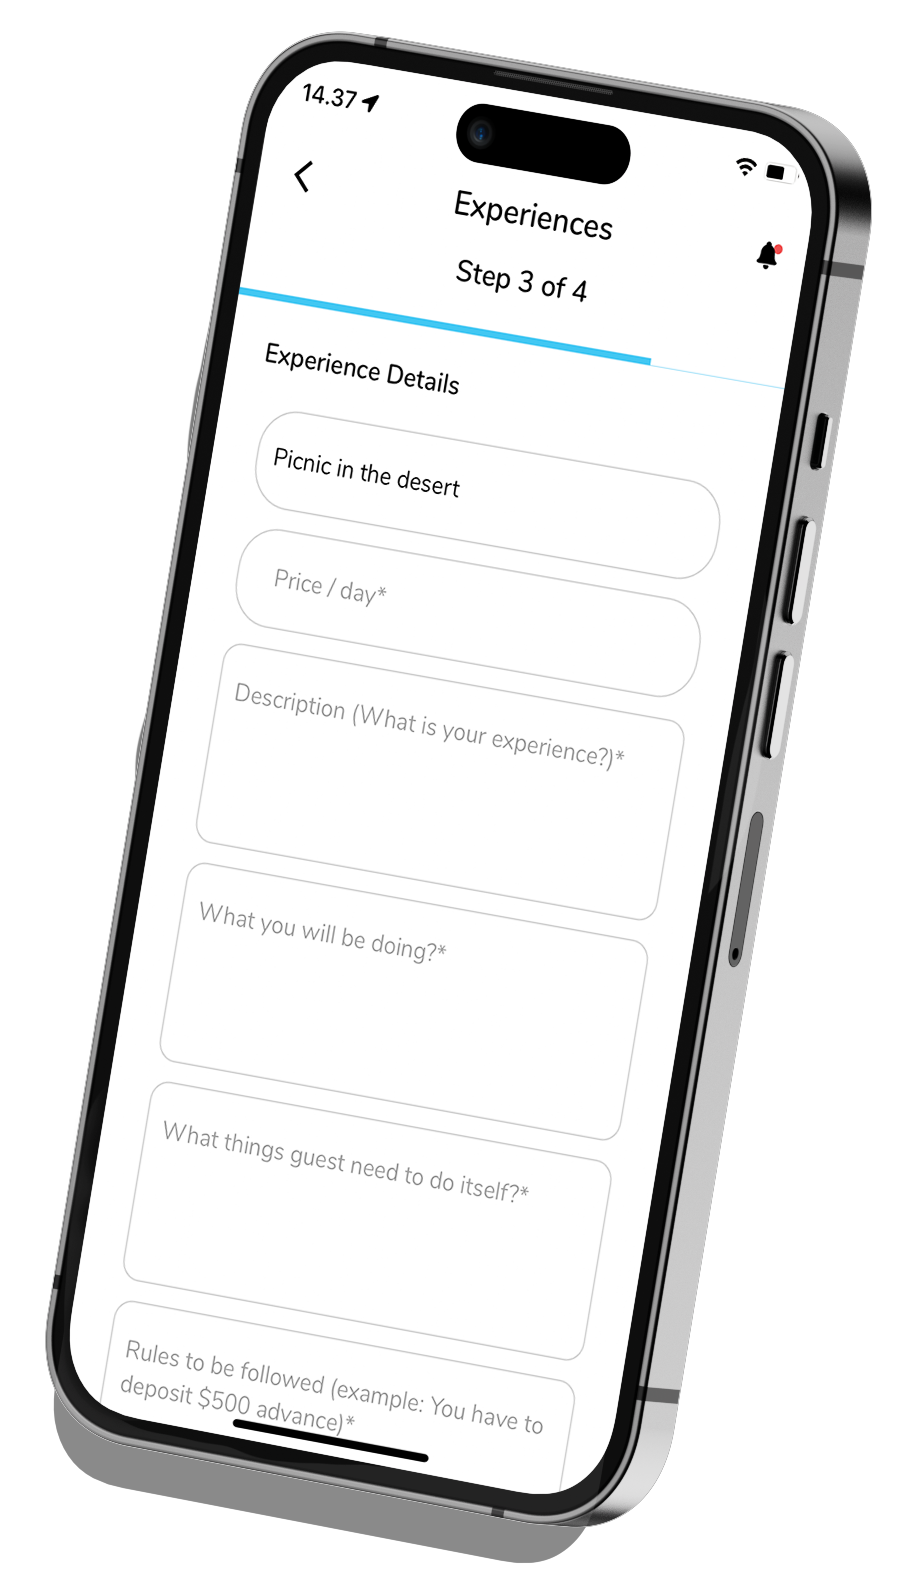 14.37
Experiences
Step 3 of 4
Experience Details
Picnic in the desert
Price / day*
Description (What is your experience?)*
What you will be doing?*
What things guest need to do itself?*
Rules to be followed (example: You have to
deposit $500 advance)*